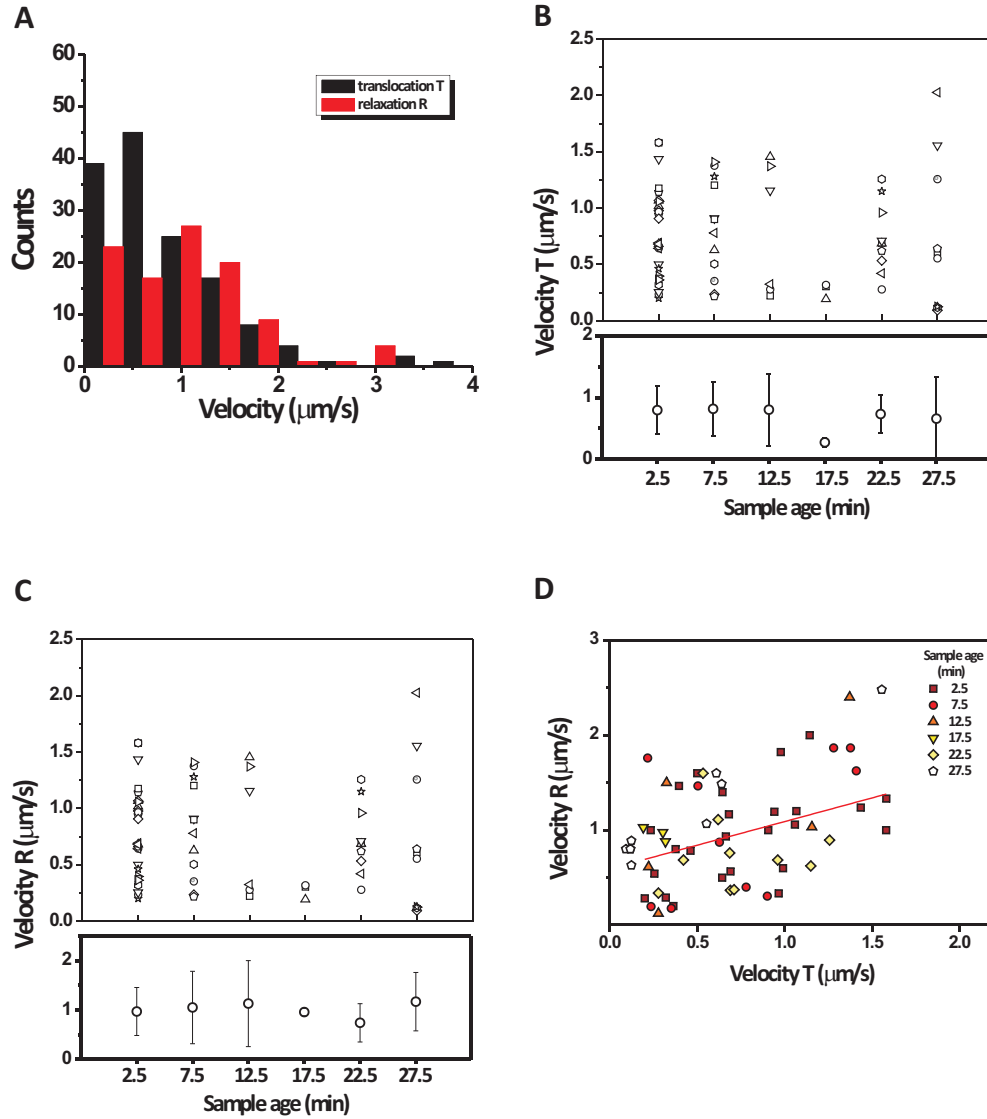 A
60
50
40
30
20
10
0
Counts
translocation T
relaxation R
0 1 2 3 4
Velocity (μm/s)
B
2.5
2.0
1.5
1.0
0.5
0.0
Velocity T (μm/s)
2
1
0
2.5 7.5 12.5 17.5 22.5 27.5
Sample age (min)
C
2.5
2.0
1.5
1.0
0.5
0.0
Velocity R (μm/s)
2
1
0
2.5 7.5 12.5 17.5 22.5 27.5
Sample age (min)
D
3
2
1
0
Velocity R (μm/s)
Sample age
(min)
2.5
7.5
12.5
17.5
22.5
27.5
0.0 0.5 1.0 1.5 2.0
Velocity T (μm/s)